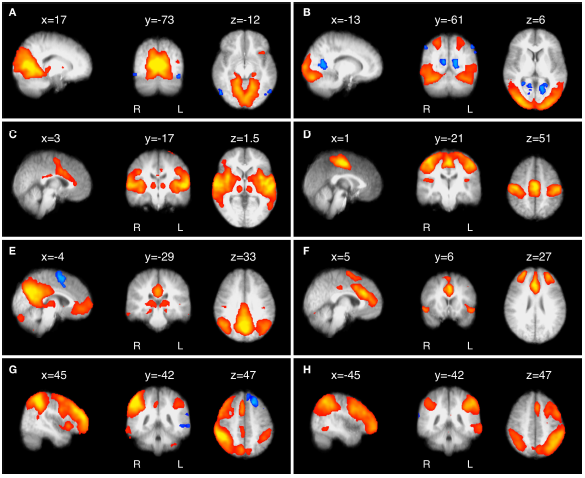 A x=17 y=-73 z=-12
R L
B x=-13 y=-61 z=6
R L
C x=3 y=-17 z=1.5
R L
D x=1 y=-21 z=51
R L
E x=-4 y=-29 z=33
R L
F x=5 y=6 z=27
R L
G x=45 y=-42 z=47
R L
H x=-45 y=-42 z=47
R L